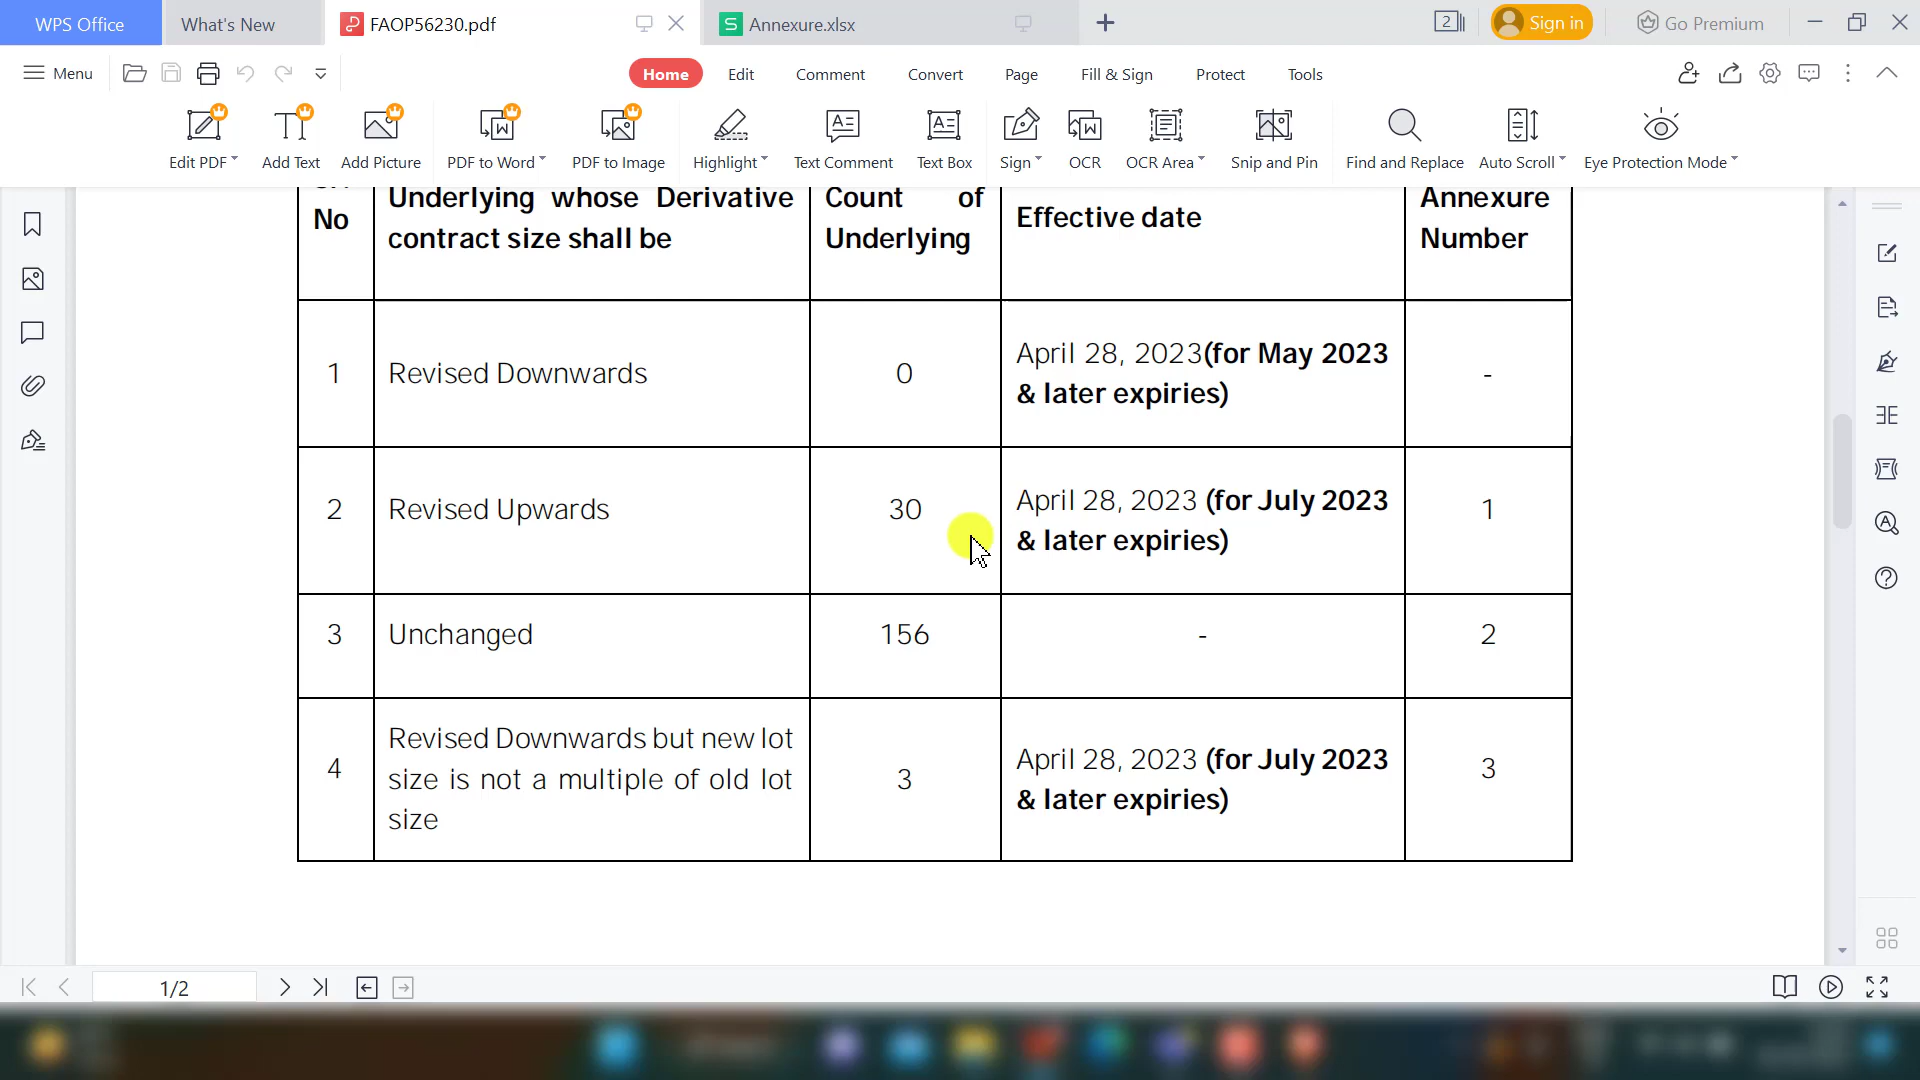 WPS Office
What's New
FAOP56230.pdf
Annexure.xlsx
2
Sign in
Go Premium
Menu
Home
Edit
Comment
Convert
Page
Fill & Sign
Protect
Tools
Edit PDF
Add Text
Add Picture
PDF to Word
PDF to Image
Highlight
Text Comment
Text Box
Sign
OCR
OCR Area
Snip and Pin
Find and Replace
Auto Scroll
Eye Protection Mode
No
Underlying whose Derivative
contract size shall be
Count of
Underlying
Effective date
Annexure
Number
1
Revised Downwards
0
April 28, 2023(for May 2023
& later expiries)
-
2
Revised Upwards
30
April 28, 2023 (for July 2023
& later expiries)
1
3
Unchanged
156
-
2
4
Revised Downwards but new lot
size is not a multiple of old lot
size
3
April 28, 2023 (for July 2023
& later expiries)
3
1/2